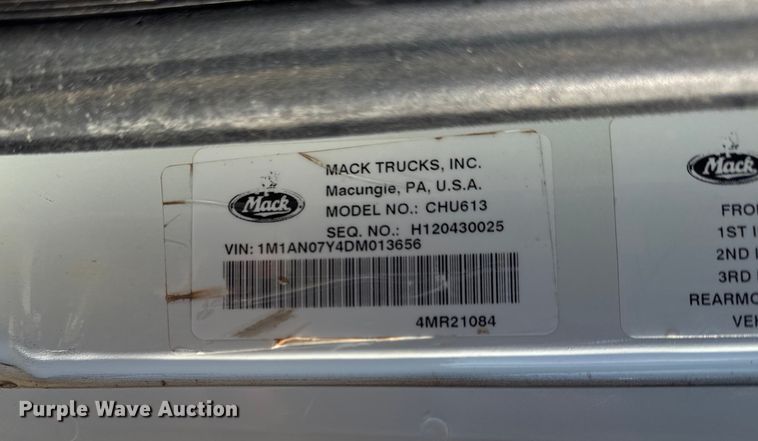 Mack
MACK TRUCKS, INC.
Macungie, PA, U.S.A.
MODEL NO.: CHU613
SEQ. NO.: H120430025
VIN: 1M1AN07Y4DM013656
4MR21084
Mack
FRO
1ST I
2ND
3RD
REARMO
VEH
Purple Wave Auction